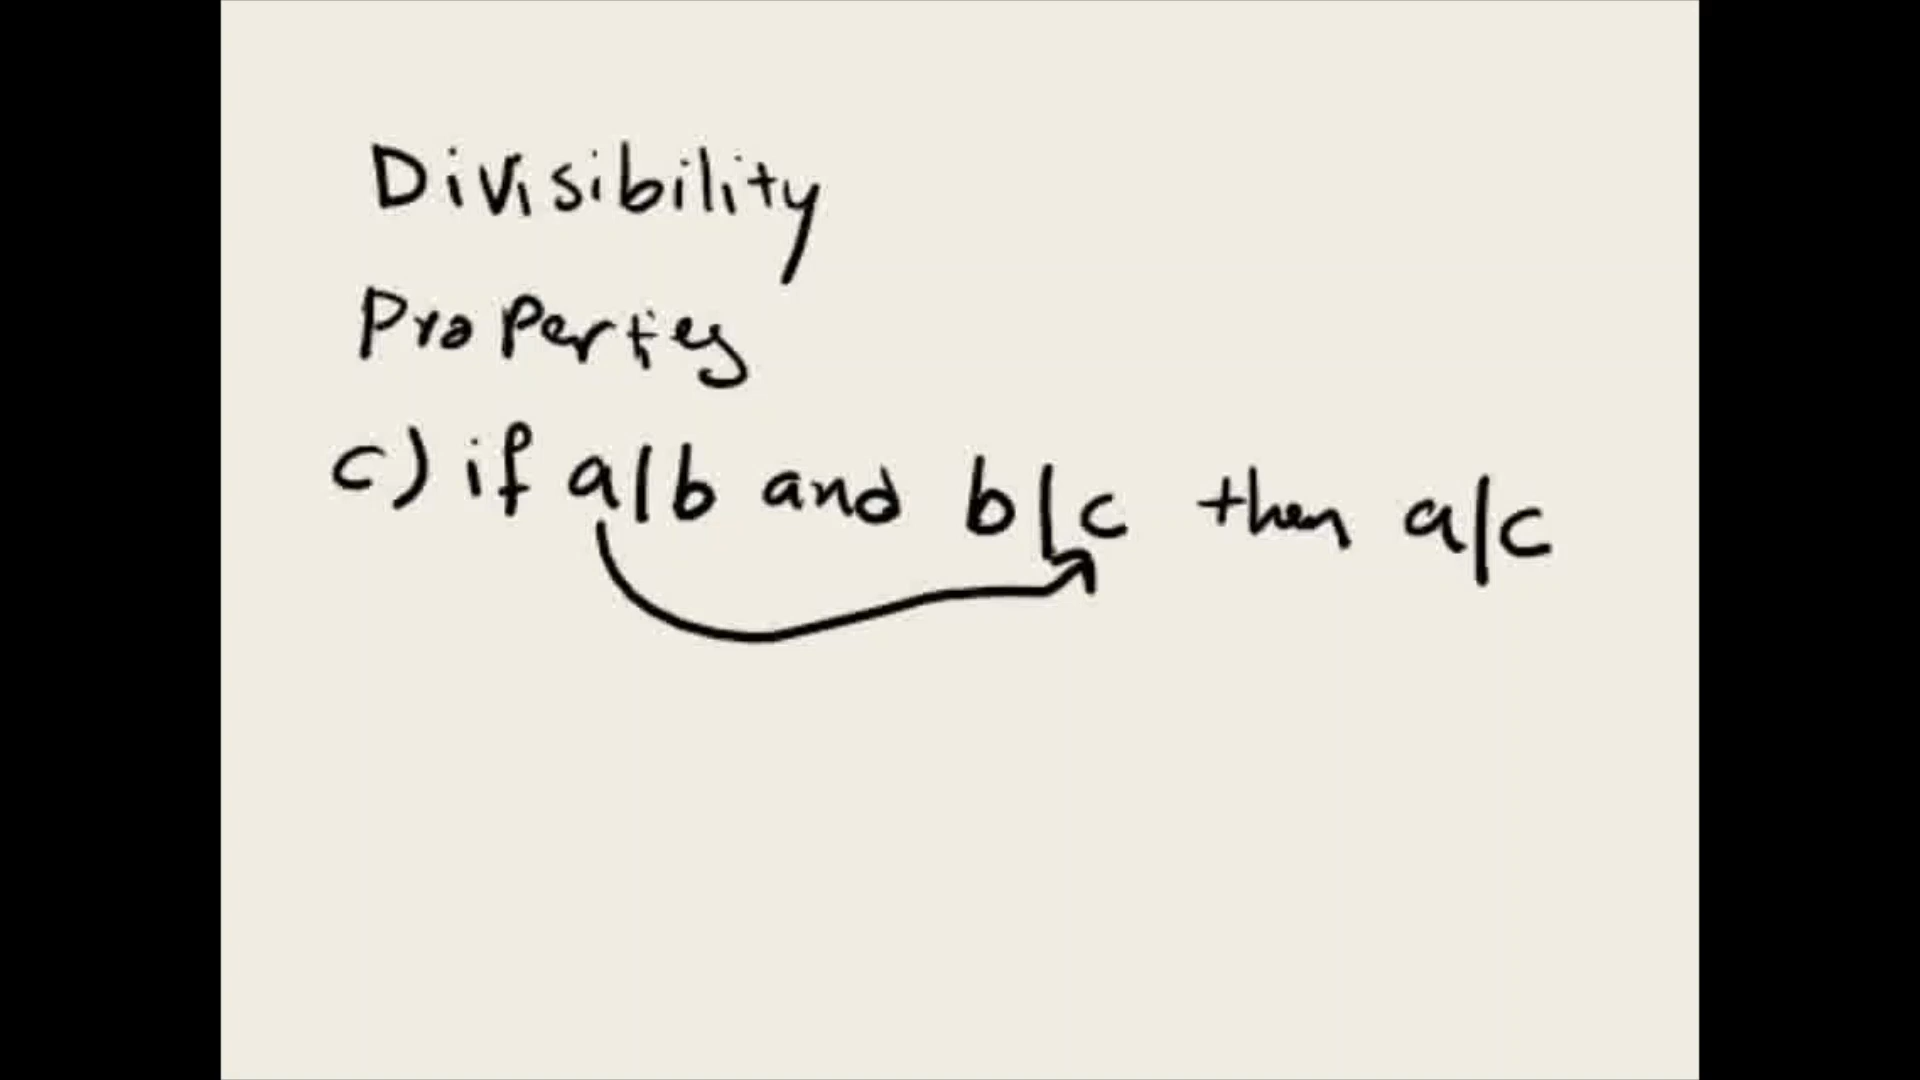 Divisibility
Properties
c) if a|b and b|c then a|c